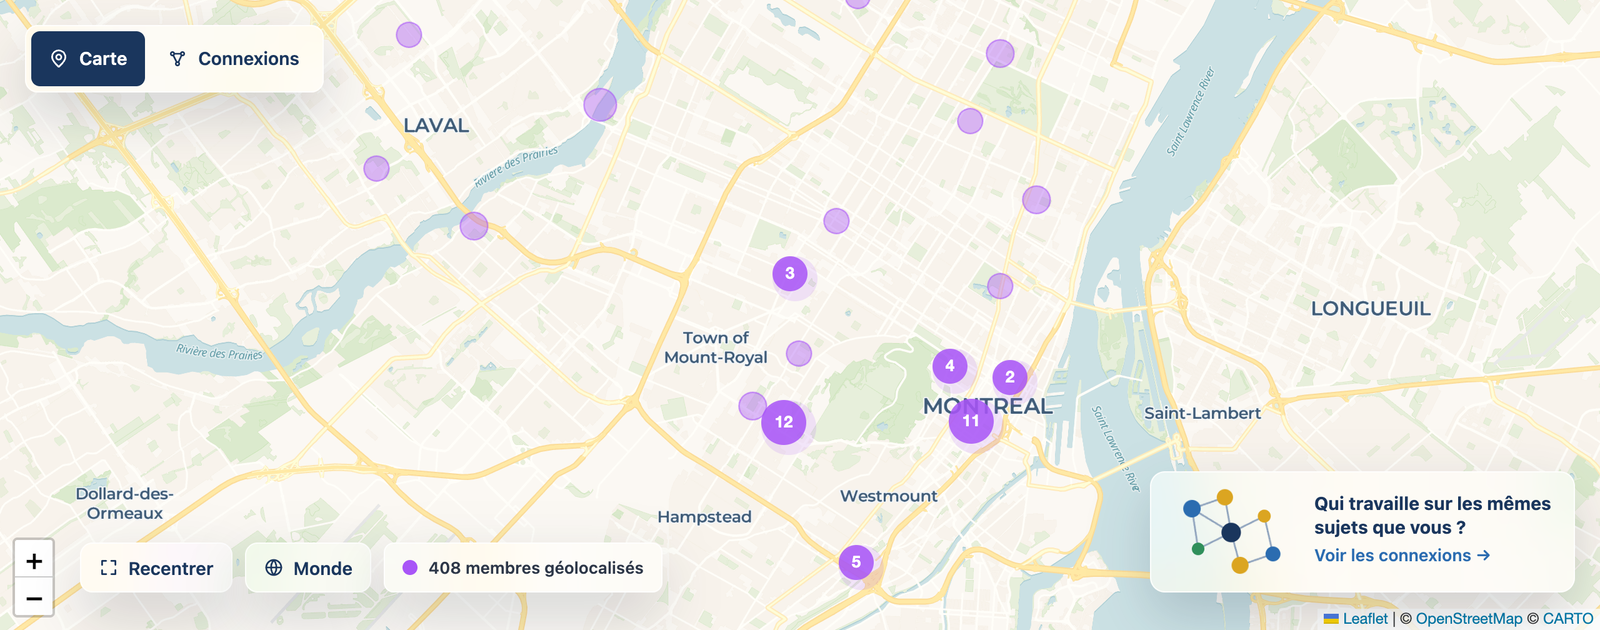 Carte
Connexions
LAVAL
Rivière des Prairies
Saint Lawrence River
3
LONGUEUIL
Town of
Mount-Royal
Rivière des Prairies
4
2
MONTREAL
12
11
Saint-Lambert
Saint Lawrence River
Dollard-des-
Ormeaux
Westmount
Hampstead
Qui travaille sur les mêmes
sujets que vous ?
Voir les connexions →
5
+
−
Recentrer
Monde
408 membres géolocalisés
Leaflet | © OpenStreetMap © CARTO